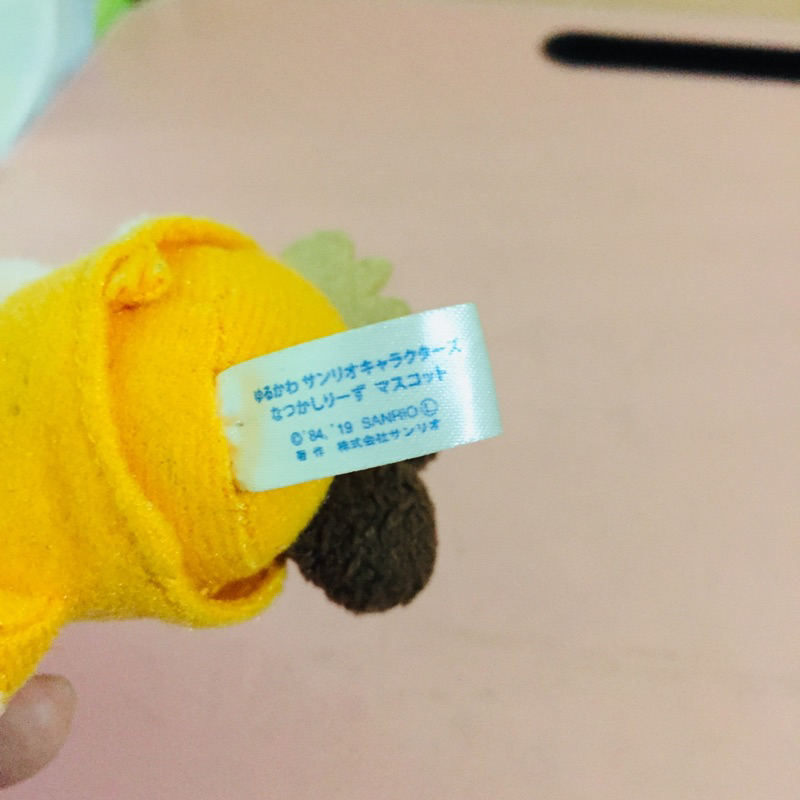 ゆるかわ サンリオキャラクターズ
なつかしりーず マスコット
©'84,'19 SANRIO Ⓛ
著作 株式会社サンリオ